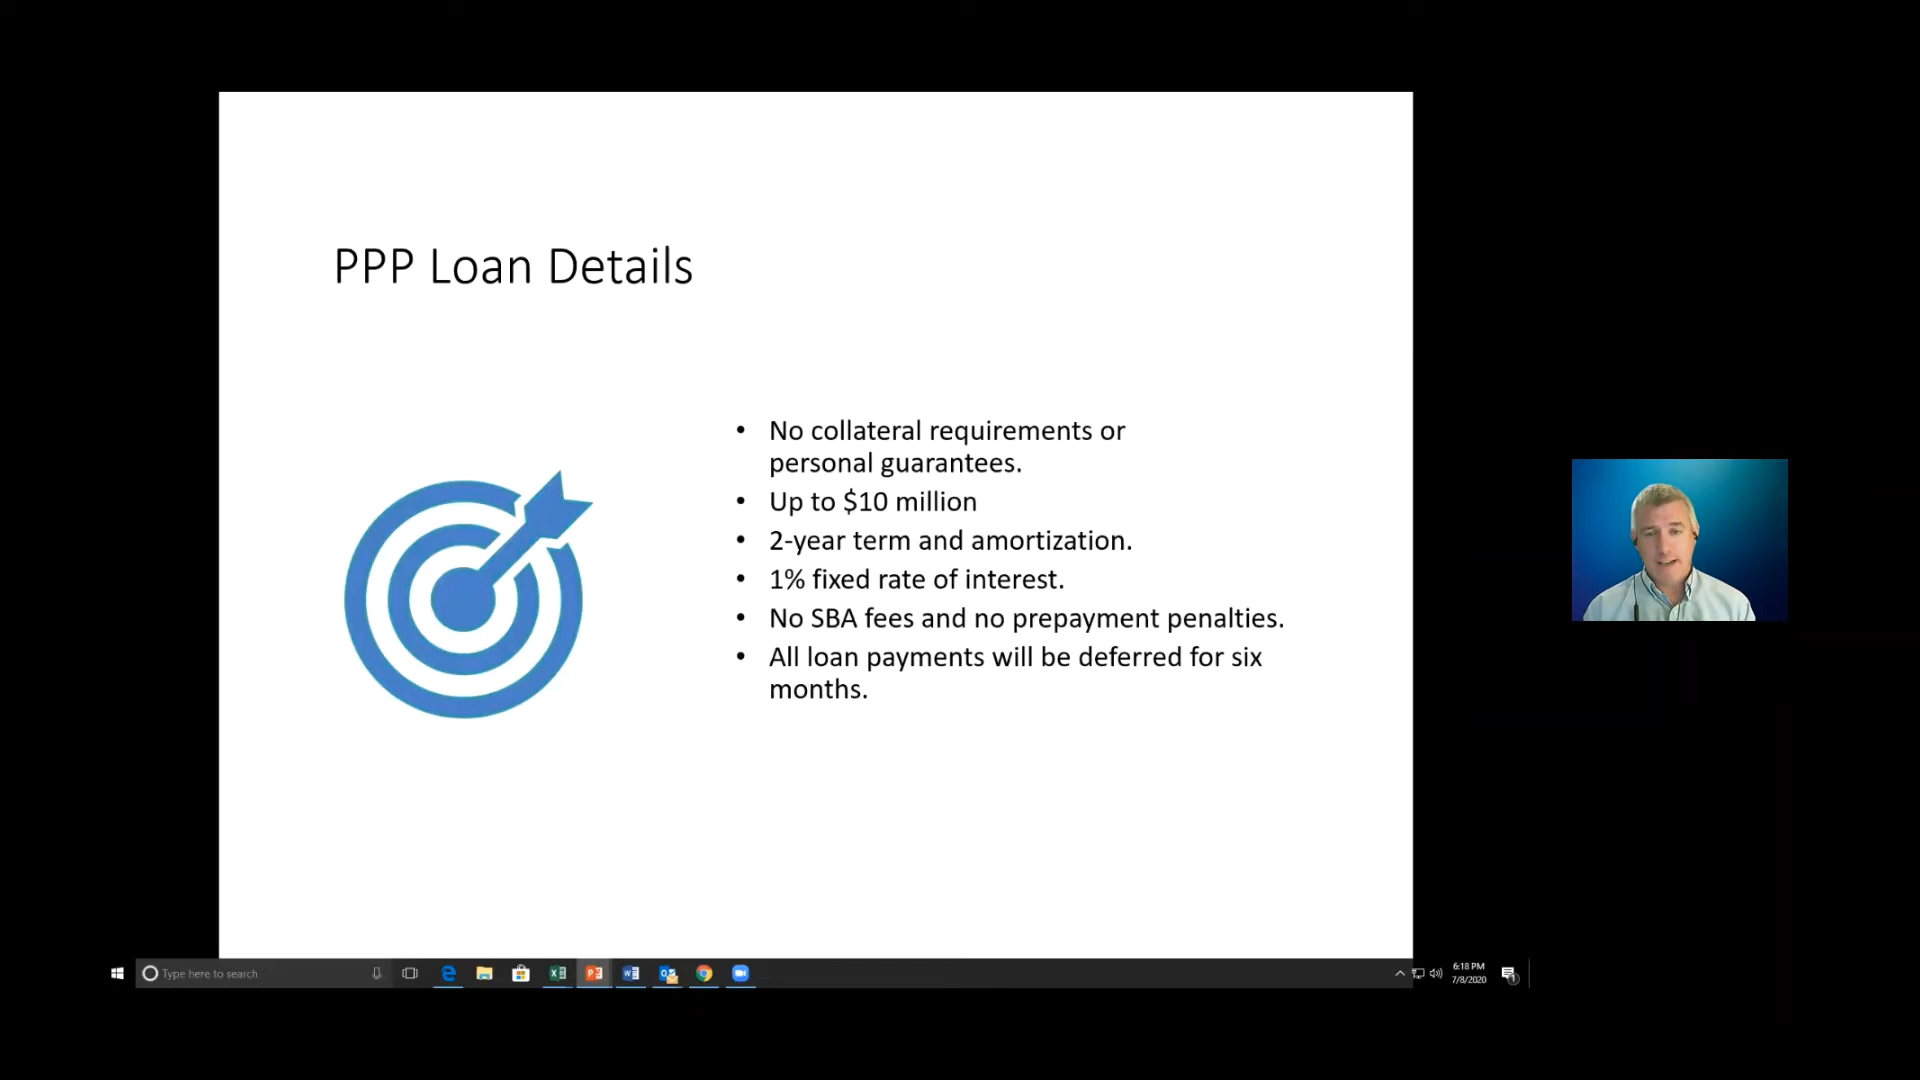 PPP Loan Details
• No collateral requirements or
personal guarantees.
• Up to $10 million
• 2-year term and amortization.
• 1% fixed rate of interest.
• No SBA fees and no prepayment penalties.
• All loan payments will be deferred for six
months.
Type here to search
6:18 PM
7/8/2020